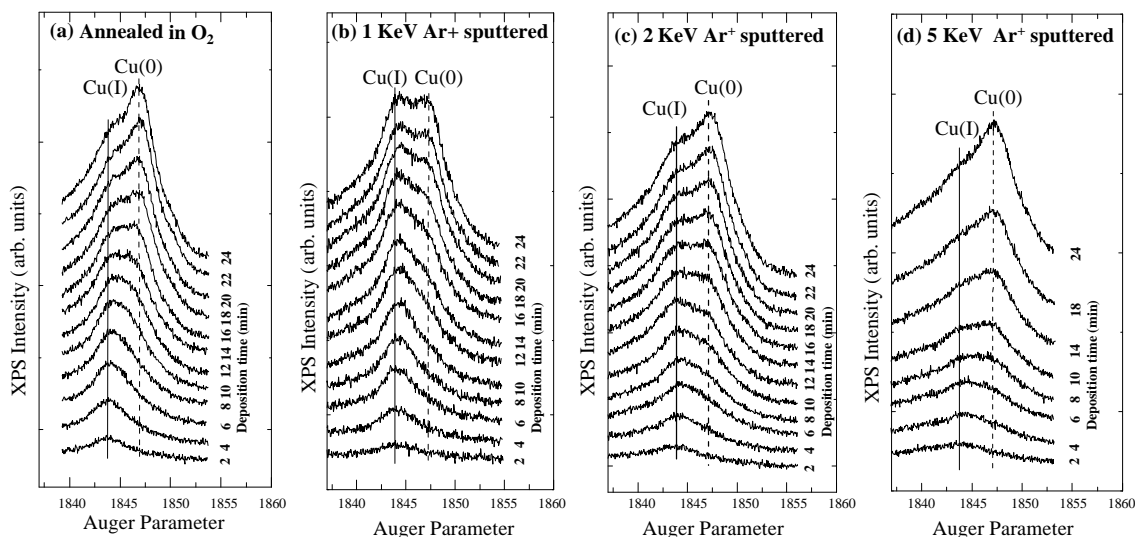 (a) Annealed in O2
Cu(I)
Cu(0)
XPS Intensity ( arb. units)
2 4 6 8 10 12 14 16 18 20 22 24
Deposition time (min)
1840 1845 1850 1855 1860
Auger Parameter
(b) 1 KeV Ar+ sputtered
Cu(I) Cu(0)
XPS Intensity (arb. units)
2 4 6 8 10 12 14 16 18 20 22 24
Deposition time (min)
1840 1845 1850 1855 1860
Auger Parameter
(c) 2 KeV Ar+ sputtered
Cu(I) Cu(0)
XPS Intensity (arb. units)
2 4 6 8 10 12 14 16 18 20 22 24
Deposition time (min)
1840 1845 1850 1855 1860
Auger Parameter
(d) 5 KeV Ar+ sputtered
Cu(0)
Cu(I)
XPS Intensity (arb. units)
2 4 6 8 10 14 18 24
Deposition time (min)
1840 1845 1850 1855 1860
Auger Parameter